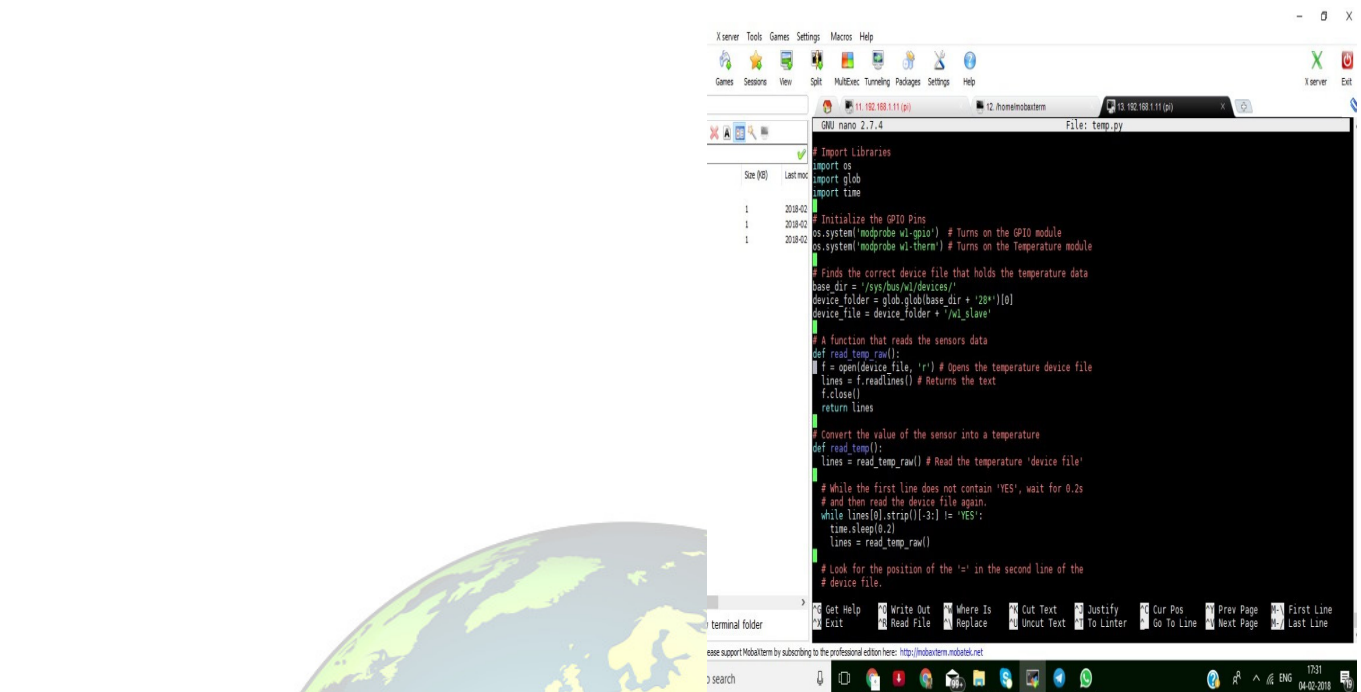 X server Tools Games Settings Macros Help
Games Sessions View Split MultiExec Tunneling Packages Settings Help X server Exit
11. 192.168.1.11 (pi) 12. /home/mobaxterm 13. 192.168.1.11 (pi) X
GNU nano 2.7.4 File: temp.py
Size (KB) Last mod
1 2018-02
1 2018-02
1 2018-02
# Import Libraries
import os
import glob
import time
# Initialize the GPIO Pins
os.system('modprobe w1-gpio') # Turns on the GPIO module
os.system('modprobe w1-therm') # Turns on the Temperature module
# Finds the correct device file that holds the temperature data
base_dir = '/sys/bus/w1/devices/'
device_folder = glob.glob(base_dir + '28*')[0]
device_file = device_folder + '/w1_slave'
# A function that reads the sensors data
def read_temp_raw():
f = open(device_file, 'r') # Opens the temperature device file
lines = f.readlines() # Returns the text
f.close()
return lines
# Convert the value of the sensor into a temperature
def read_temp():
lines = read_temp_raw() # Read the temperature 'device file'
# While the first line does not contain 'YES', wait for 0.2s
# and then read the device file again.
while lines[0].strip()[-3:] != 'YES':
time.sleep(0.2)
lines = read_temp_raw()
# Look for the position of the '=' in the second line of the
# device file.
^G Get Help ^O Write Out ^W Where Is ^K Cut Text ^J Justify ^C Cur Pos ^Y Prev Page M-\ First Line
^X Exit ^R Read File ^\ Replace ^U Uncut Text ^T To Linter ^_ Go To Line ^V Next Page M-/ Last Line
terminal folder
ease support MobaXterm by subscribing to the professional edition here: http://mobaxterm.mobatek.net
o search 99+ ENG 17:31
04-02-2018 19